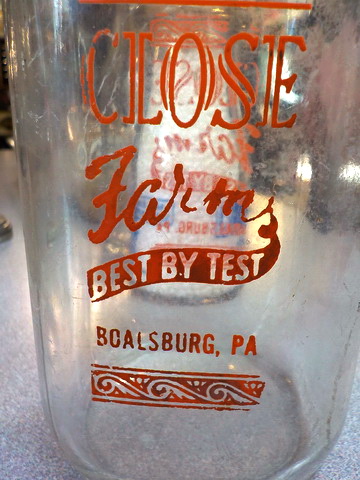 CLOSE
Farms
BEST BY TEST
BOALSBURG, PA